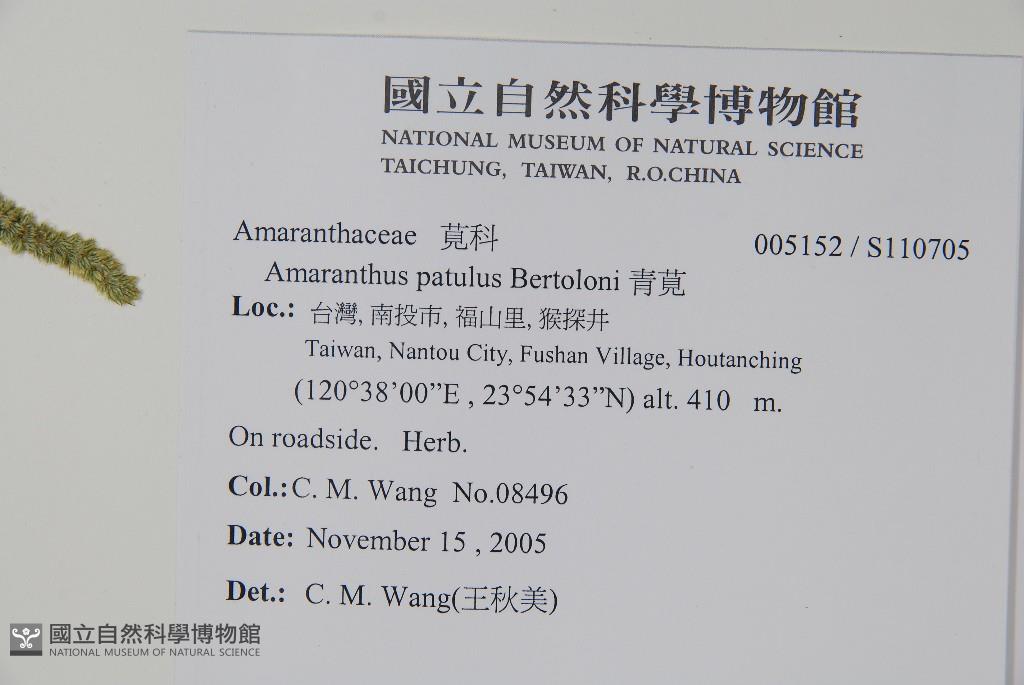 國立自然科學博物館
NATIONAL MUSEUM OF NATURAL SCIENCE
TAICHUNG, TAIWAN, R.O.CHINA
Amaranthaceae 莧科 005152 / S110705
Amaranthus patulus Bertoloni 青莧
Loc.: 台灣, 南投市, 福山里, 猴探井
Taiwan, Nantou City, Fushan Village, Houtanching
(120°38’00”E , 23°54’33”N) alt. 410 m.
On roadside. Herb.
Col.: C. M. Wang No.08496
Date: November 15 , 2005
Det.: C. M. Wang(王秋美)
國立自然科學博物館
NATIONAL MUSEUM OF NATURAL SCIENCE